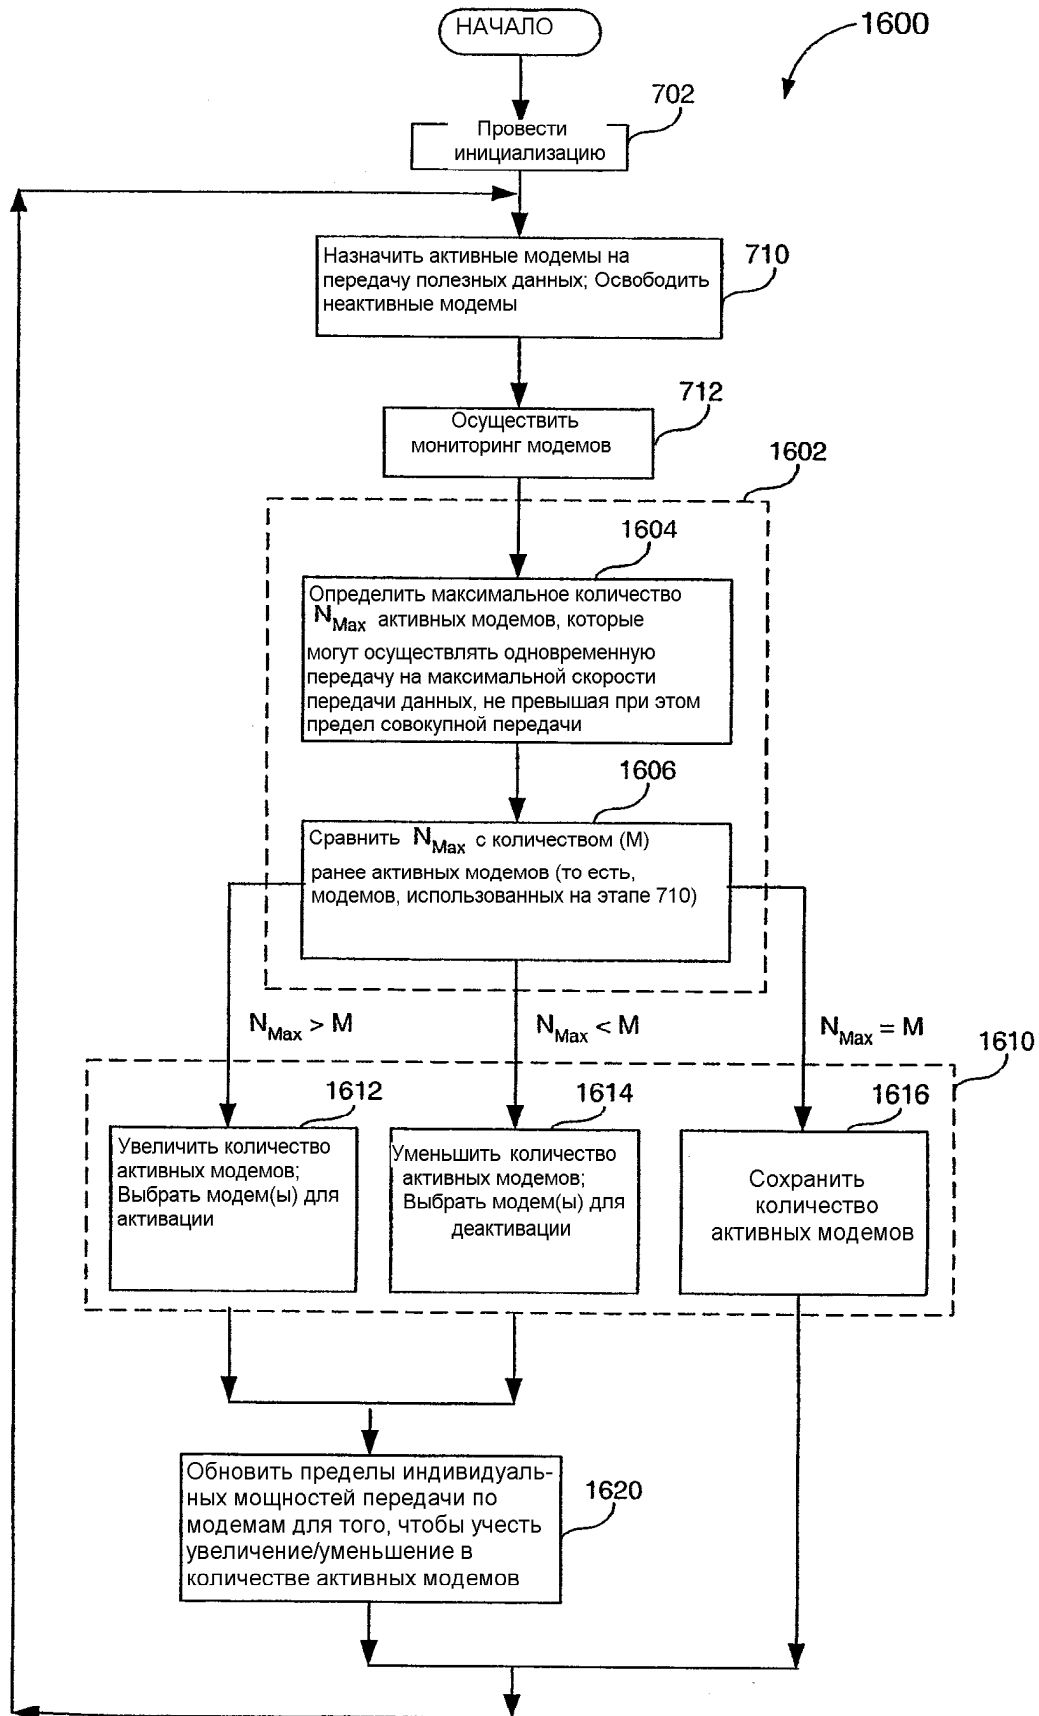 НАЧАЛО
1600
702
Провести
инициализацию
Назначить активные модемы на
передачу полезных данных; Освободить
неактивные модемы
710
712
Осуществить
мониторинг модемов
1602
1604
Определить максимальное количество
N Max активных модемов, которые
могут осуществлять одновременную
передачу на максимальной скорости
передачи данных, не превышая при этом
предел совокупной передачи
1606
Сравнить N Max с количеством (M)
ранее активных модемов (то есть,
модемов, использованных на этапе 710)
N Max > M
N Max < M
N Max = M
1610
1612
1614
1616
Увеличить количество
активных модемов;
Выбрать модем(ы) для
активации
Уменьшить количество
активных модемов;
Выбрать модем(ы) для
деактивации
Сохранить
количество
активных модемов
Обновить пределы индивидуаль-
ных мощностей передачи по
модемам для того, чтобы учесть
увеличение/уменьшение в
количестве активных модемов
1620